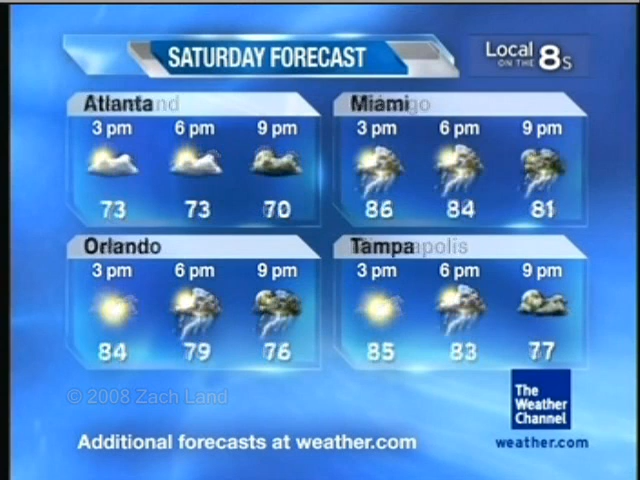 SATURDAY FORECAST
Local
ON THE 8s
Atlanta
3 pm 6 pm 9 pm
73 73 70
Miami
3 pm 6 pm 9 pm
86 84 81
Orlando
3 pm 6 pm 9 pm
84 79 76
Tampa
3 pm 6 pm 9 pm
85 83 77
© 2008 Zach Land
The
Weather
Channel
Additional forecasts at weather.com
weather.com